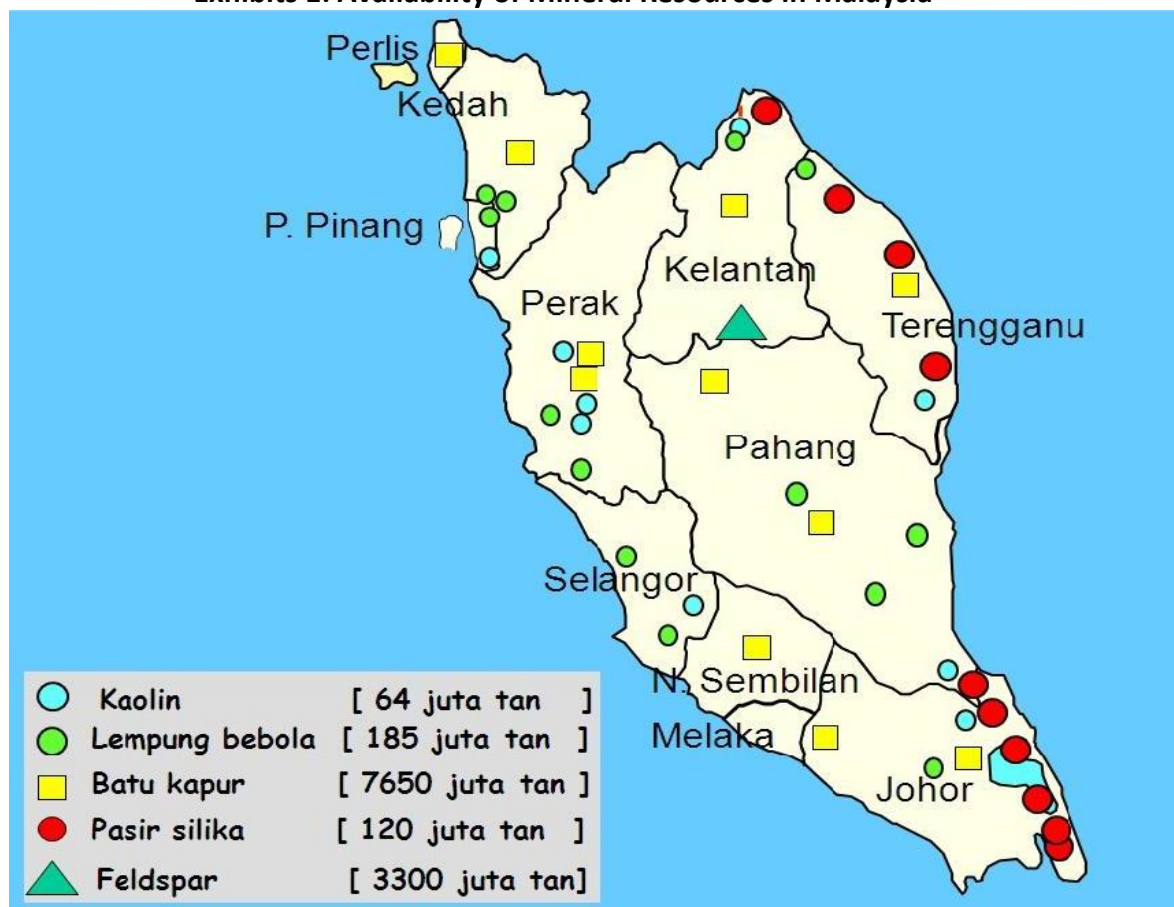 Perlis
Kedah
P. Pinang
Kelantan
Perak
Terengganu
Pahang
Selangor
N. Sembilan
Melaka
Johor
Kaolin [ 64 juta tan ]
Lempung bebola [ 185 juta tan ]
Batu kapur [ 7650 juta tan ]
Pasir silika [ 120 juta tan ]
Feldspar [ 3300 juta tan]